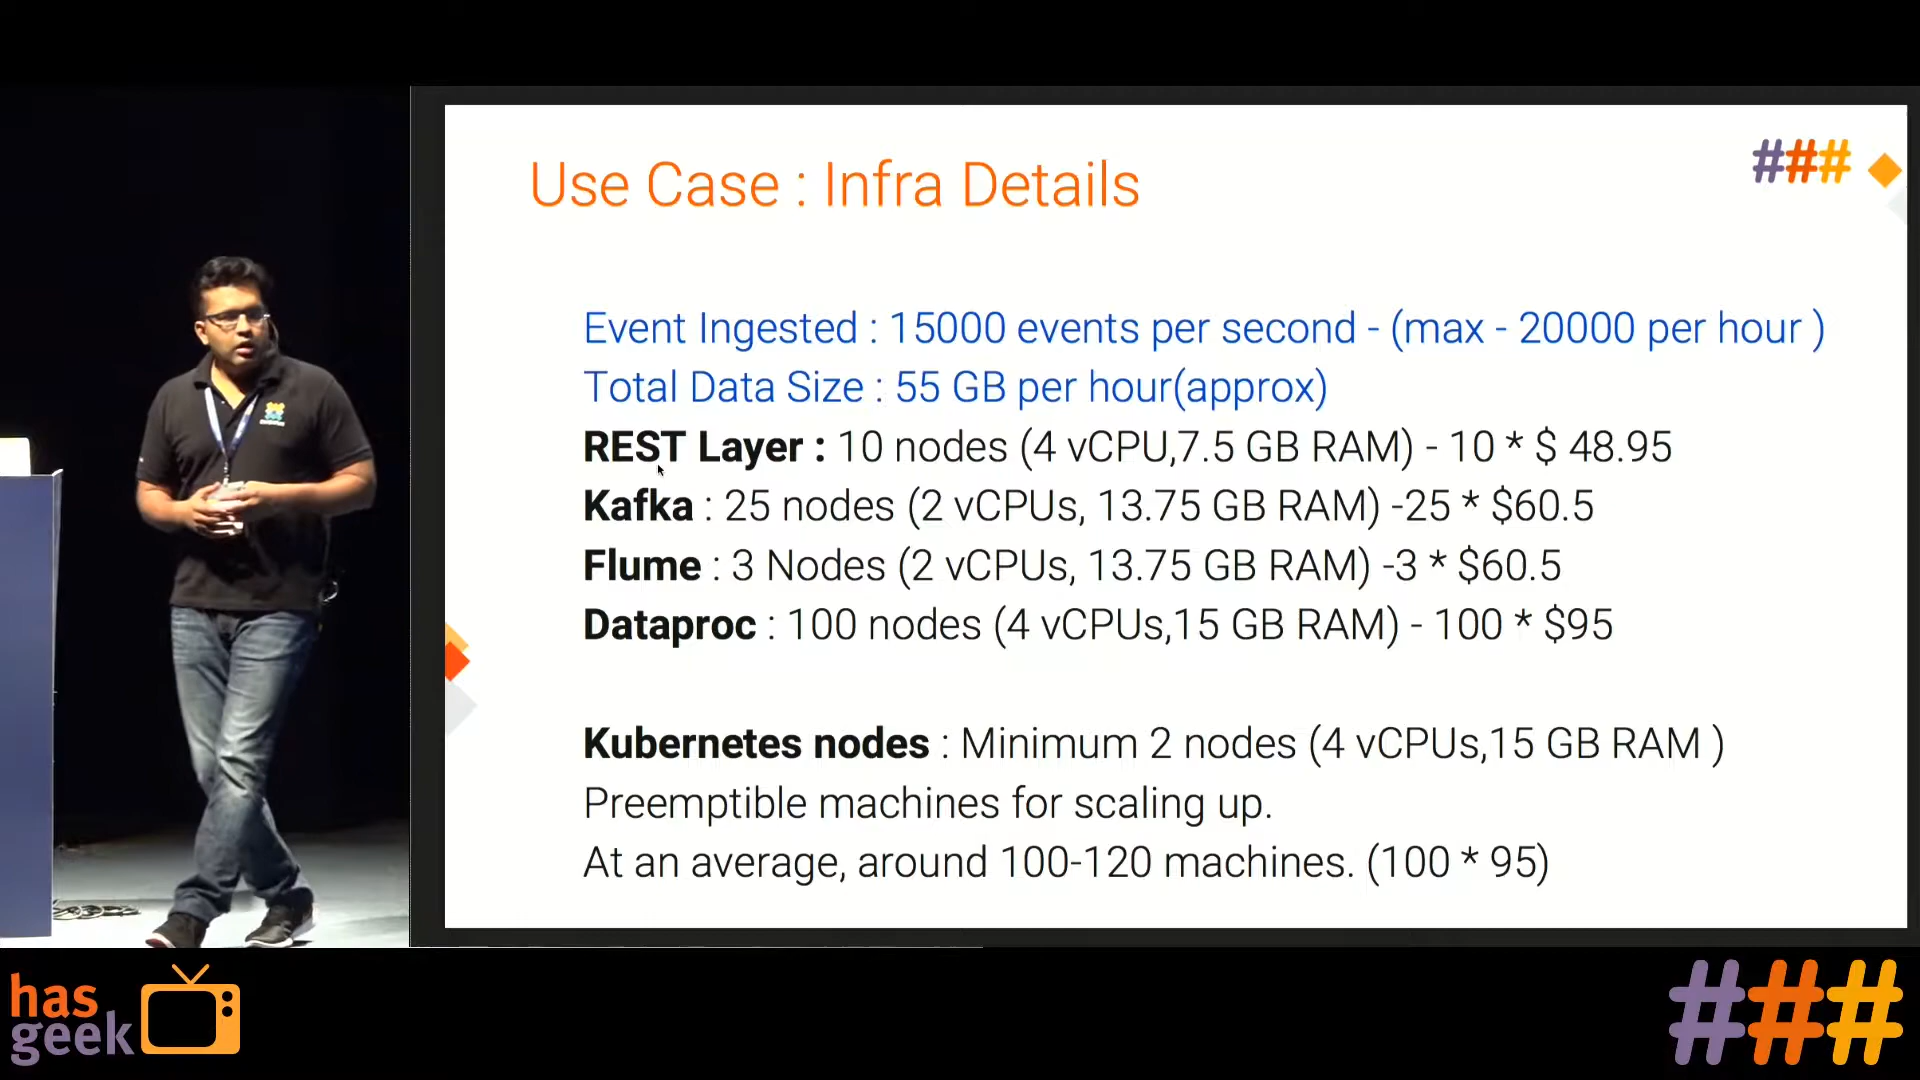 Use Case : Infra Details
###
Event Ingested : 15000 events per second - (max - 20000 per hour )
Total Data Size : 55 GB per hour(approx)
REST Layer : 10 nodes (4 vCPU,7.5 GB RAM) - 10 * $ 48.95
Kafka : 25 nodes (2 vCPUs, 13.75 GB RAM) -25 * $60.5
Flume : 3 Nodes (2 vCPUs, 13.75 GB RAM) -3 * $60.5
Dataproc : 100 nodes (4 vCPUs,15 GB RAM) - 100 * $95
Kubernetes nodes : Minimum 2 nodes (4 vCPUs,15 GB RAM )
Preemptible machines for scaling up.
At an average, around 100-120 machines. (100 * 95)
has
geek
###